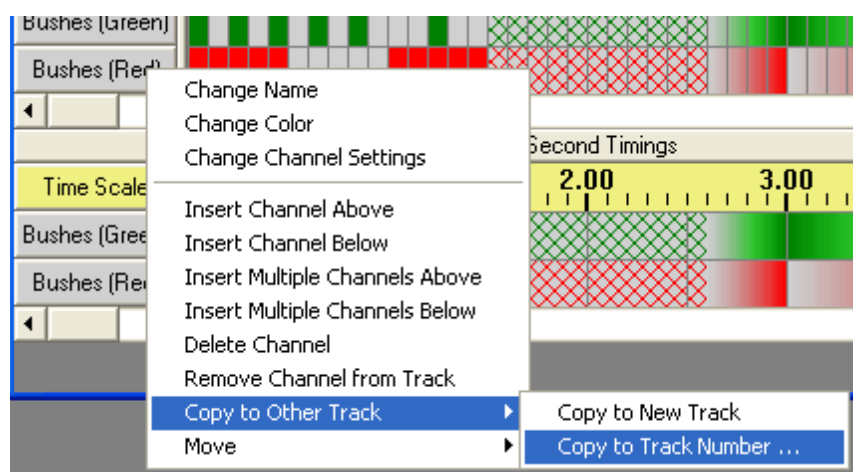 Bushes (Green)
Bushes (Red)
Change Name
Change Color
Change Channel Settings
Second Timings
Time Scale
2.00 3.00
Insert Channel Above
Bushes (Gree
Insert Channel Below
Bushes (Re
Insert Multiple Channels Above
Insert Multiple Channels Below
Delete Channel
Remove Channel from Track
Copy to Other Track
Copy to New Track
Move
Copy to Track Number ...